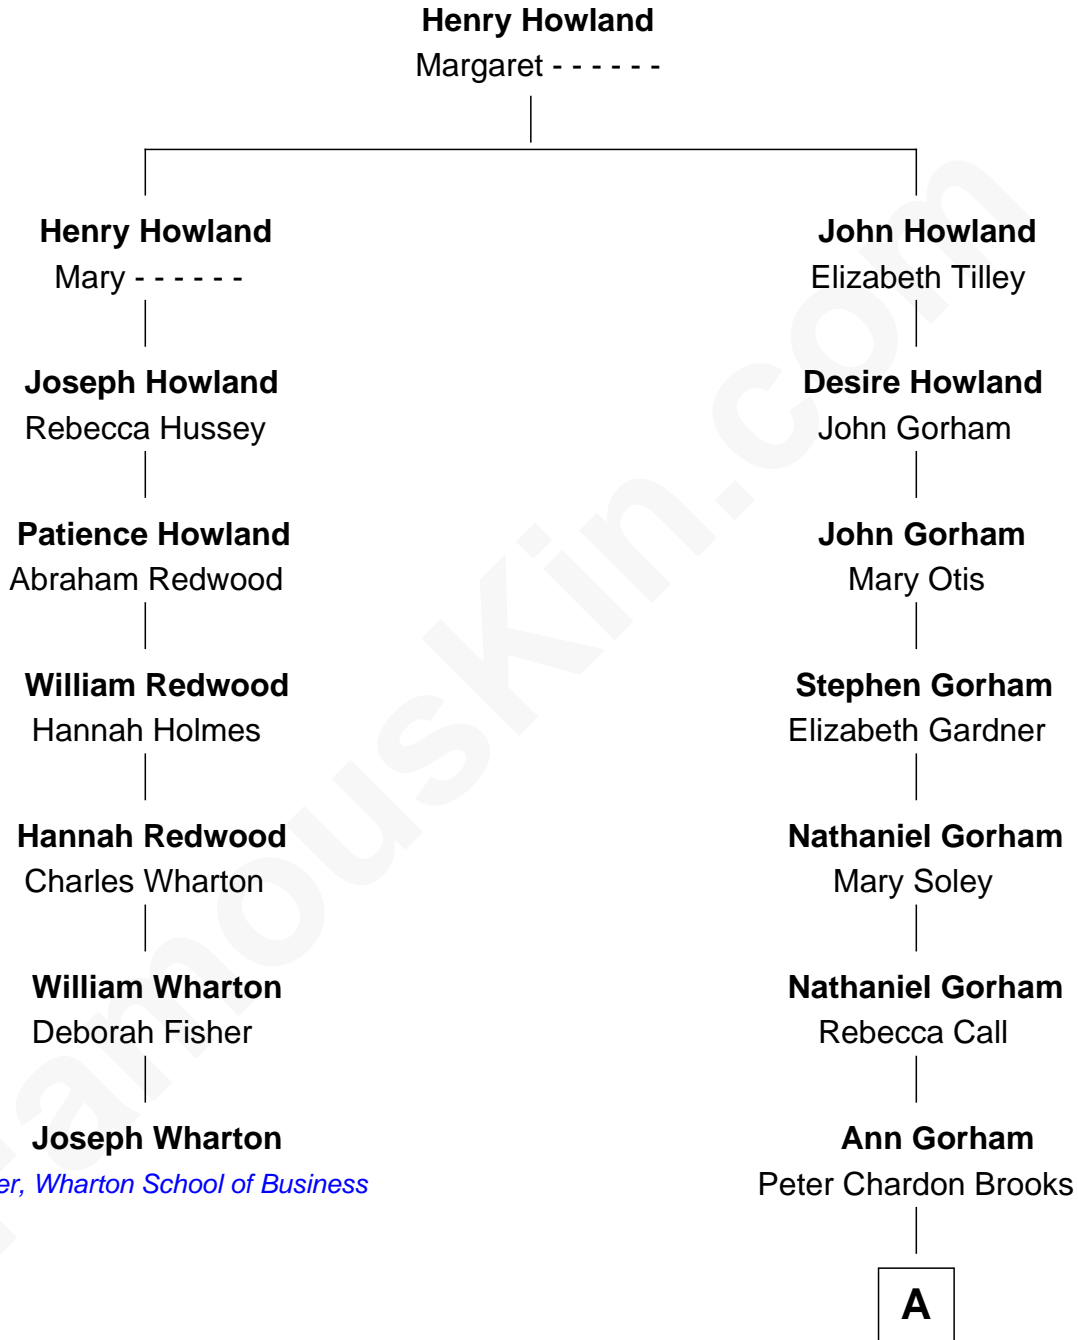 Henry Howland
Margaret - - - - - -
Henry Howland
Mary - - - - - -
John Howland
Elizabeth Tilley
Joseph Howland
Rebecca Hussey
Desire Howland
John Gorham
Patience Howland
Abraham Redwood
John Gorham
Mary Otis
William Redwood
Hannah Holmes
Stephen Gorham
Elizabeth Gardner
Hannah Redwood
Charles Wharton
Nathaniel Gorham
Mary Soley
William Wharton
Deborah Fisher
Nathaniel Gorham
Rebecca Call
Joseph Wharton
er, Wharton School of Business
Ann Gorham
Peter Chardon Brooks
A
FamousKin.com